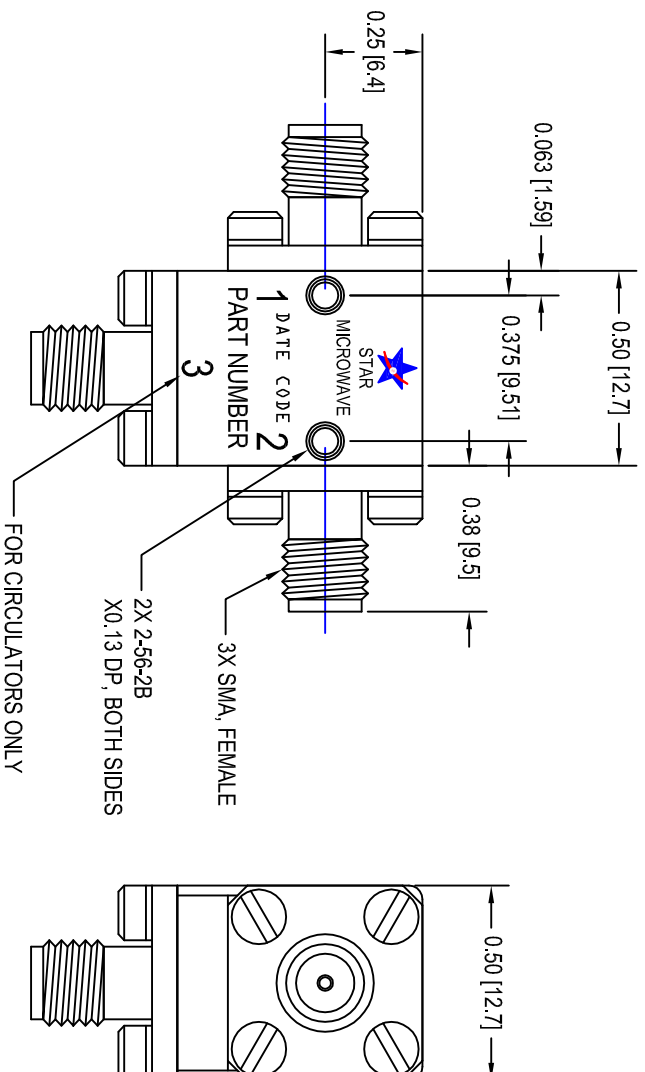 0.50 [12.7]
0.063 [1.59]
0.375 [9.51]
0.25 [6.4]
0.38 [9.5]
STAR
MICROWAVE
1 DATE CODE 2
PART NUMBER
3
3X SMA, FEMALE
2X 2-56-2B
X0.13 DP, BOTH SIDES
FOR CIRCULATORS ONLY
0.50 [12.7]